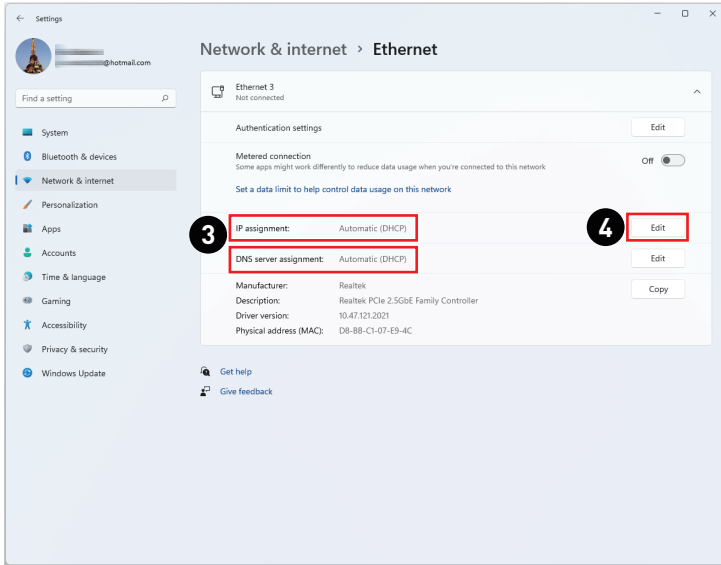 Settings
@hotmail.com
Find a setting
System
Bluetooth & devices
Network & internet
Personalization
Apps
Accounts
Time & language
Gaming
Accessibility
Privacy & security
Windows Update
Network & internet › Ethernet
Ethernet 3
Not connected
Authentication settings Edit
Metered connection
Some apps might work differently to reduce data usage when you're connected to this network
Off
Set a data limit to help control data usage on this network
3 IP assignment: Automatic (DHCP) 4 Edit
DNS server assignment: Automatic (DHCP) Edit
Manufacturer: Realtek Copy
Description: Realtek PCIe 2.5GbE Family Controller
Driver version: 10.47.121.2021
Physical address (MAC): D8-BB-C1-07-E9-4C
Get help
Give feedback